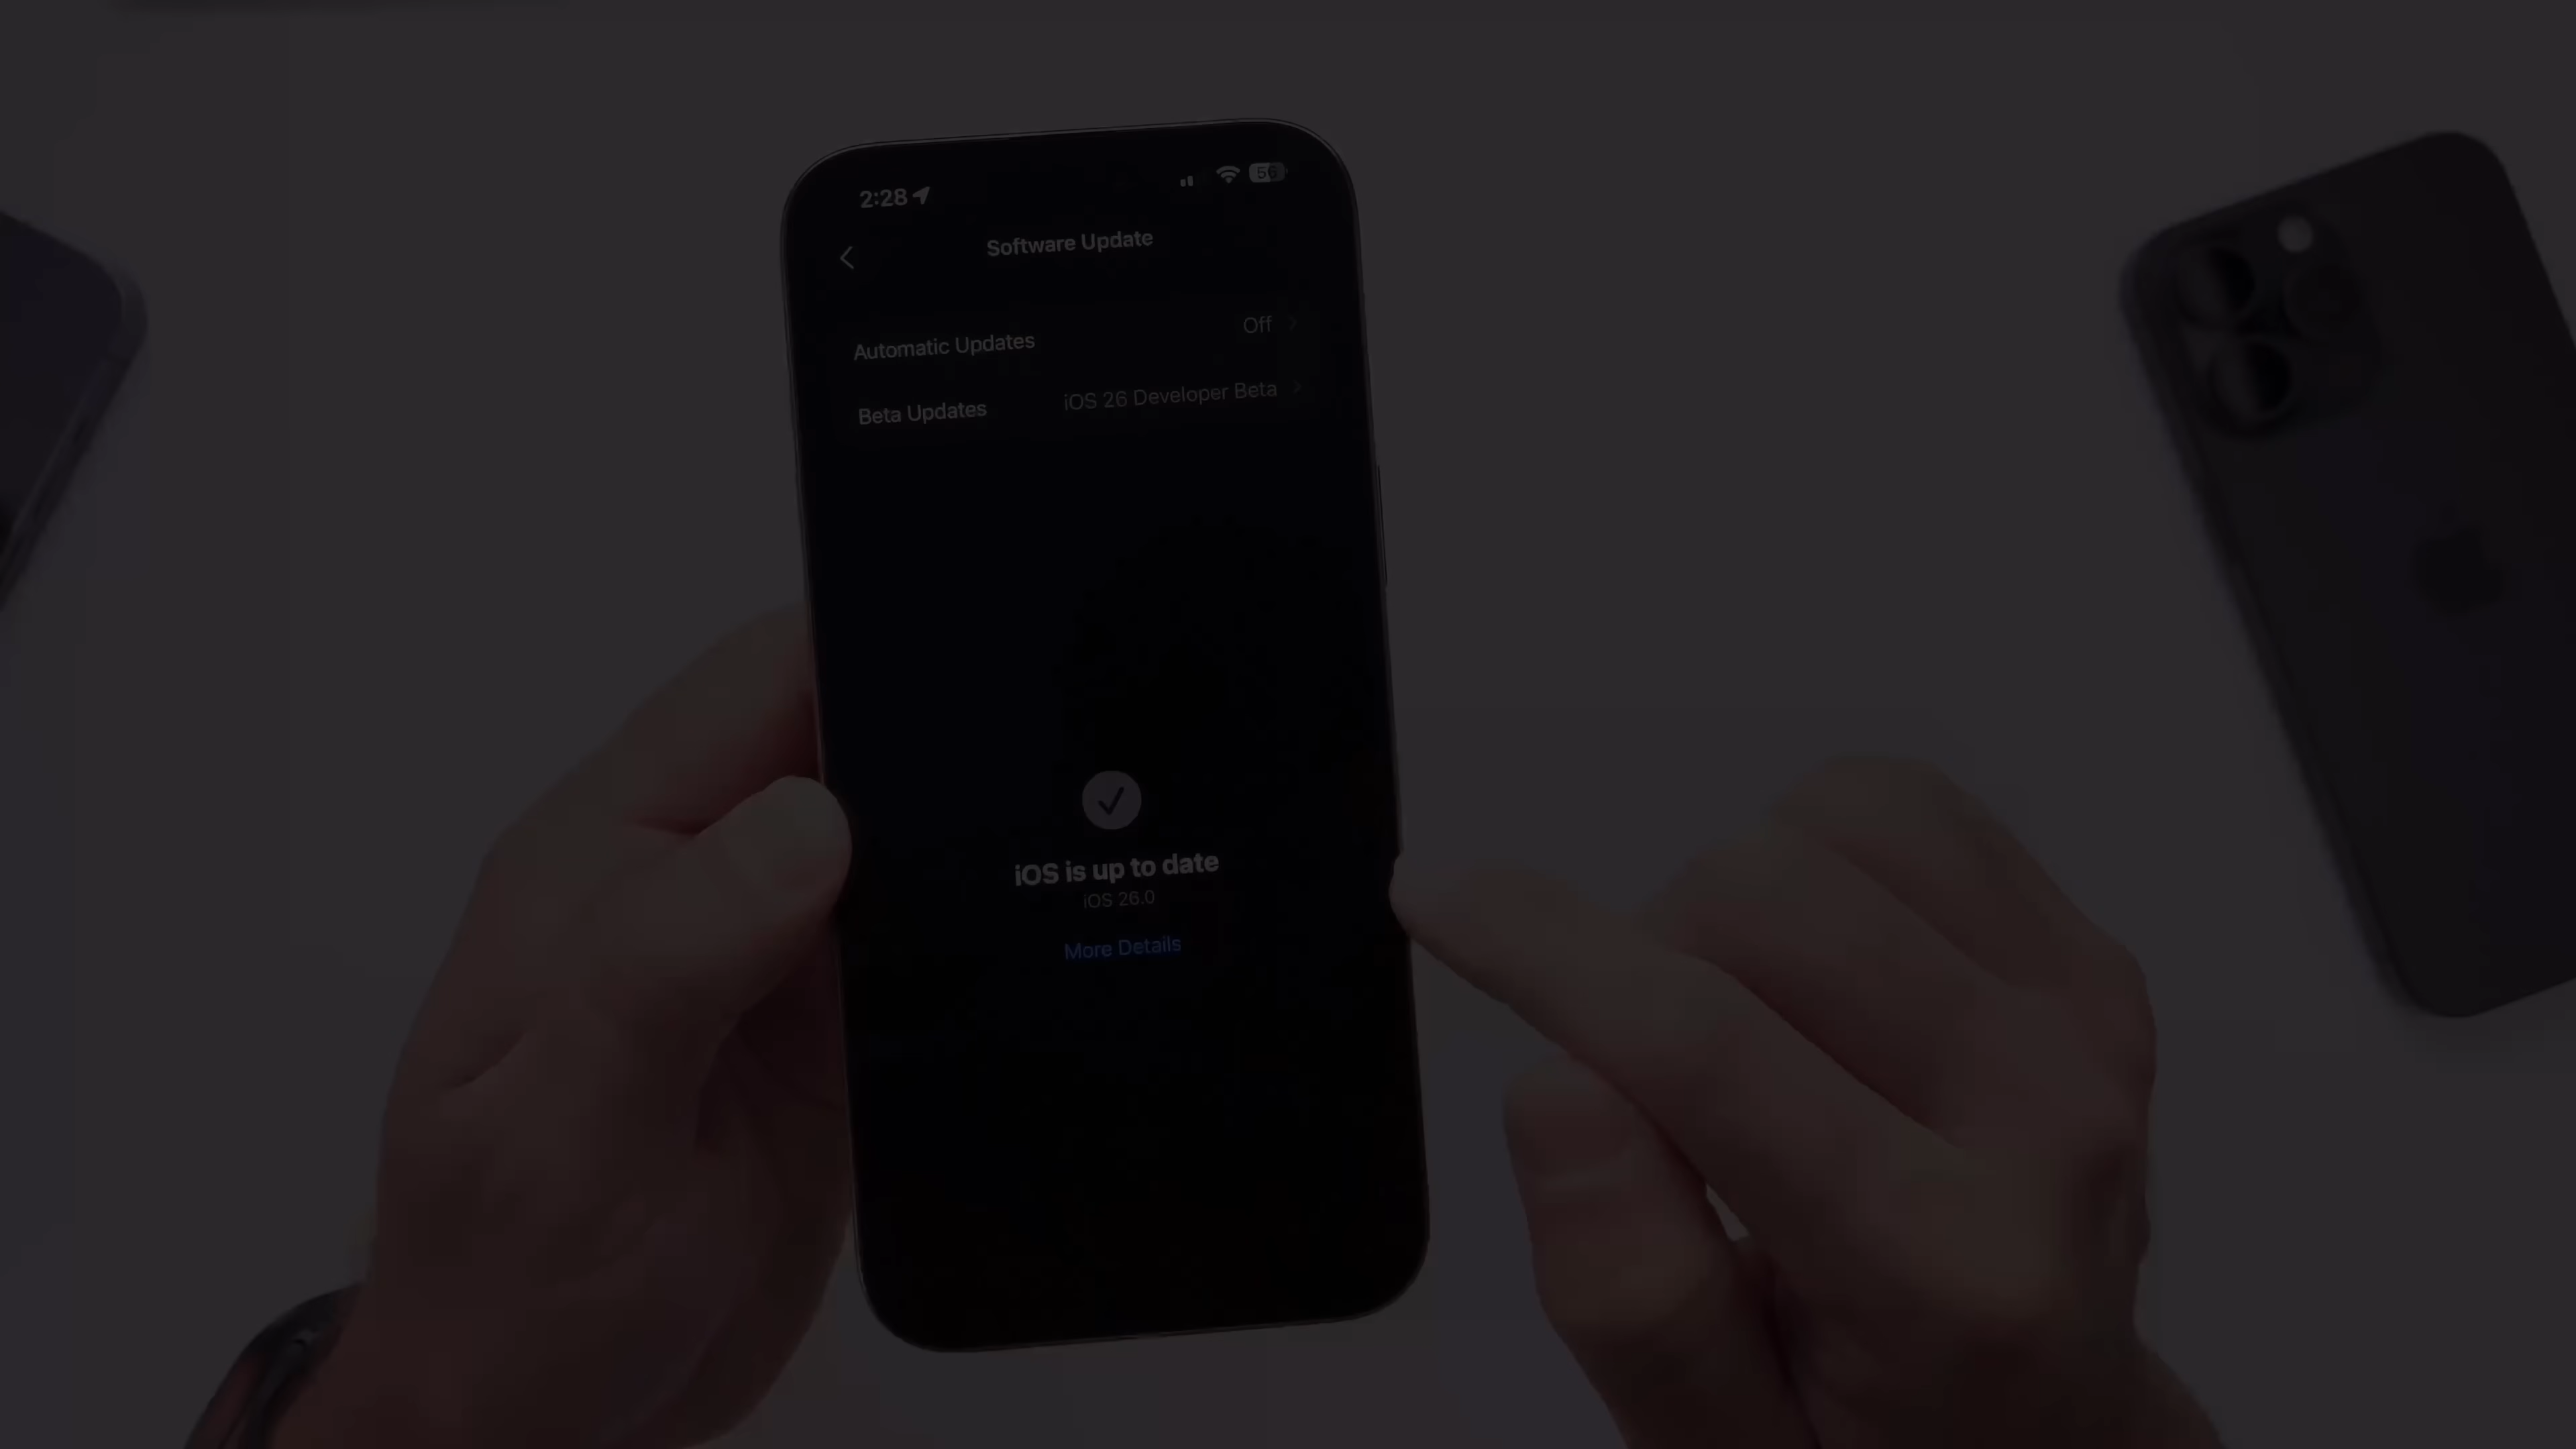 2:28
56
Software Update
Automatic Updates Off
Beta Updates iOS 26 Developer Beta
iOS is up to date
iOS 26.0
More Details